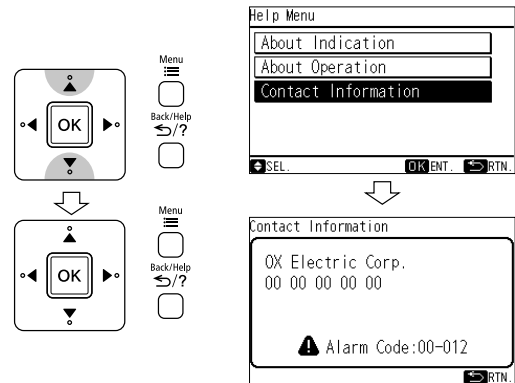 Menu
Back/Help
/?
OK
Menu
Back/Help
/?
OK
Help Menu
About Indication
About Operation
Contact Information
SEL. OK ENT. RTN.
Contact Information
OX Electric Corp.
00 00 00 00 00
Alarm Code:00-012
RTN.